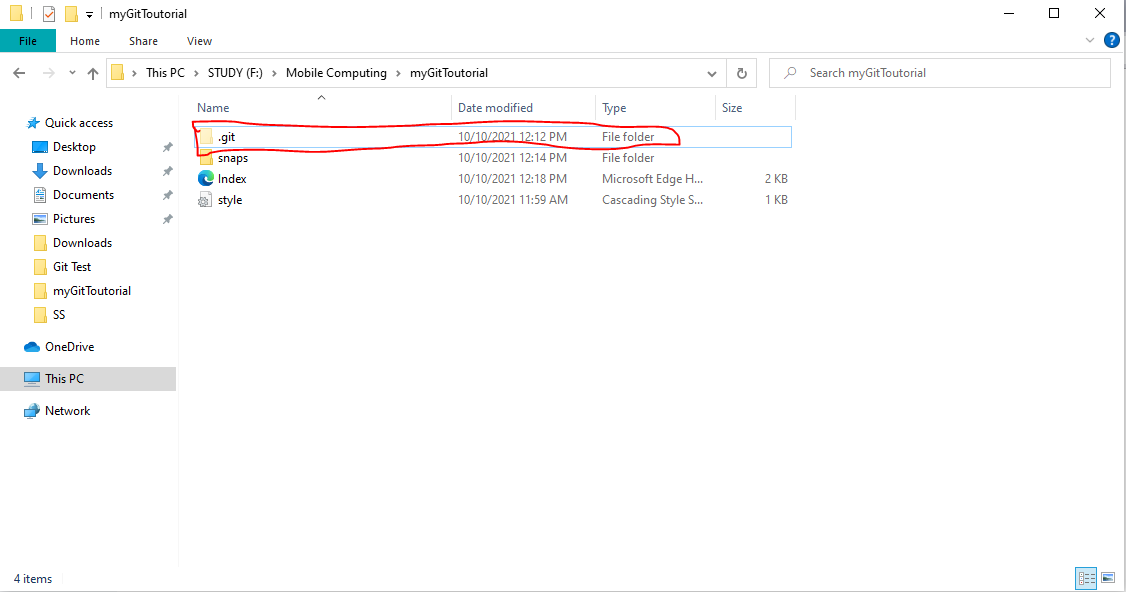 myGitToutorial
File Home Share View
This PC > STUDY (F:) > Mobile Computing > myGitToutorial
Search myGitToutorial
Name Date modified Type Size
.git 10/10/2021 12:12 PM File folder
snaps 10/10/2021 12:14 PM File folder
Index 10/10/2021 12:18 PM Microsoft Edge H... 2 KB
style 10/10/2021 11:59 AM Cascading Style S... 1 KB
Quick access
Desktop
Downloads
Documents
Pictures
Downloads
Git Test
myGitToutorial
SS
OneDrive
This PC
Network
4 items